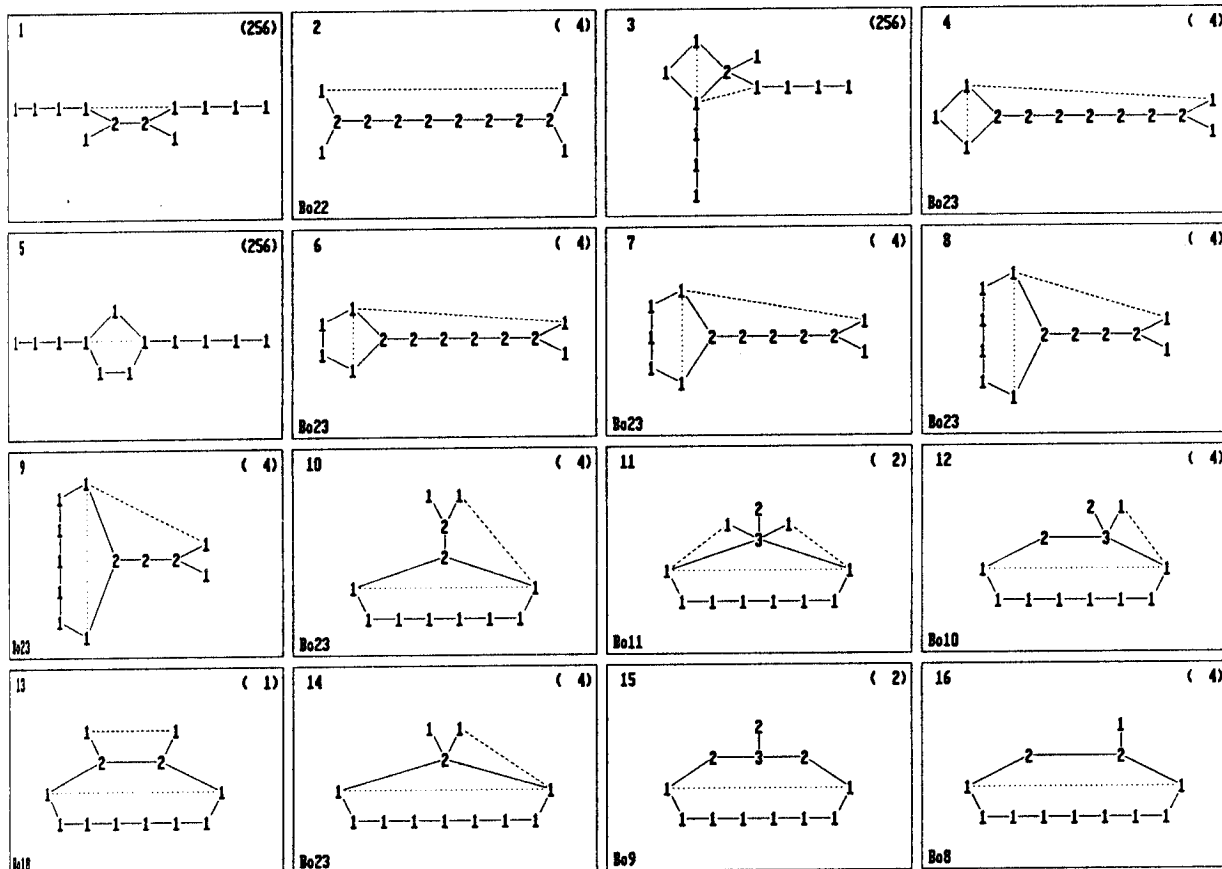 1 (256)
1 1 1 1 1 1 1 1
2 2
1 1
2 ( 4)
1 1
2 2 2 2 2 2 2 2
1 1
Bo22
3 (256)
1
1
1 2
1 1 1 1
1
1
1
1
4 ( 4)
1
1
1 2 2 2 2 2 2 2
1
1
Bo23
5 (256)
1
1 1 1 1 1 1 1 1 1
1 1
6 ( 4)
1
1 1
2 2 2 2 2 2
1 1
1
Bo23
7 ( 4)
1
1
1
1 2 2 2 2 2
1
1
1
Bo23
8 ( 4)
1
1
1 1
2 2 2 2
1 1
1
1
Bo23
9 ( 4)
1
1
1
1
1 2 2 2
1
1
1
1
Bo23
10 ( 4)
1 1
2
2
1 1
1 1 1 1 1 1
Bo23
11 ( 2)
2
1 1
3
1 1
1 1 1 1 1 1
Bo11
12 ( 4)
2 1
2 3
1 1
1 1 1 1 1 1
Bo10
13 ( 1)
1 1
2 2
1 1
1 1 1 1 1 1
Bo18
14 ( 4)
1 1
2
1 1
1 1 1 1 1 1 1
Bo23
15 ( 2)
2
2 3 2
1 1
1 1 1 1 1 1
Bo9
16 ( 4)
1
2 2
1 1
1 1 1 1 1 1 1
Bo8